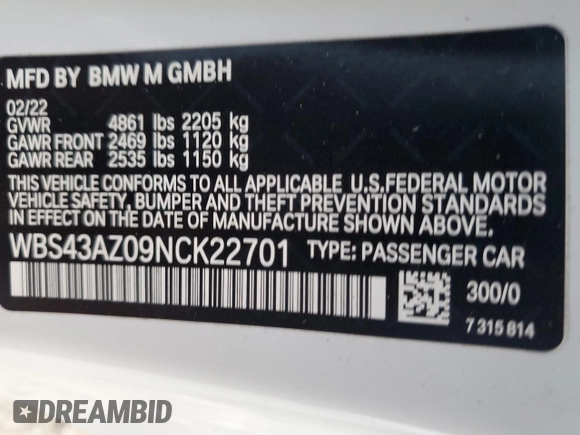 MFD BY BMW M GMBH
02/22
GVWR 4861 lbs 2205 kg
GAWR FRONT 2469 lbs 1120 kg
GAWR REAR 2535 lbs 1150 kg
THIS VEHICLE CONFORMS TO ALL APPLICABLE U.S.FEDERAL MOTOR
VEHICLE SAFETY, BUMPER AND THEFT PREVENTION STANDARDS
IN EFFECT ON THE DATE OF MANUFACTURE SHOWN ABOVE.
WBS43AZ09NCK22701 TYPE: PASSENGER CAR
300/0
7 315 814
DREAMBID